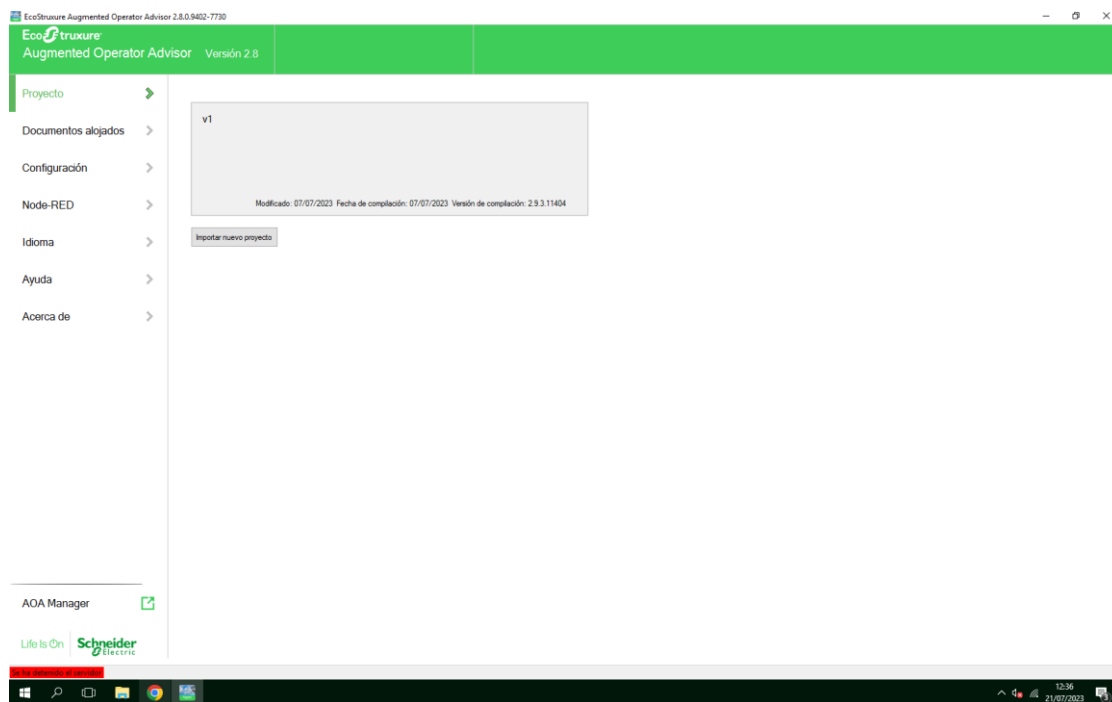 EcoStruxure Augmented Operator Advisor 2.8.0.9402-7730
EcoStruxure
Augmented Operator Advisor Versión 2.8
Proyecto
Documentos alojados
Configuración
Node-RED
Idioma
Ayuda
Acerca de
v1
Modificado: 07/07/2023 Fecha de compilación: 07/07/2023 Versión de compilación: 2.9.3.11404
Importar nuevo proyecto
AOA Manager
Life Is On Schneider
Electric
Se ha detenido el servidor
12:36
21/07/2023